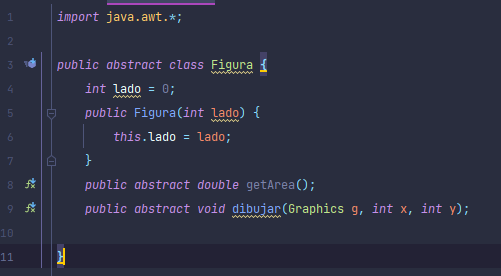 1 import java.awt.*;
2
3 public abstract class Figura {
4 int lado = 0;
5 public Figura(int lado) {
6 this.lado = lado;
7 }
8 public abstract double getArea();
9 public abstract void dibujar(Graphics g, int x, int y);
10
11 }